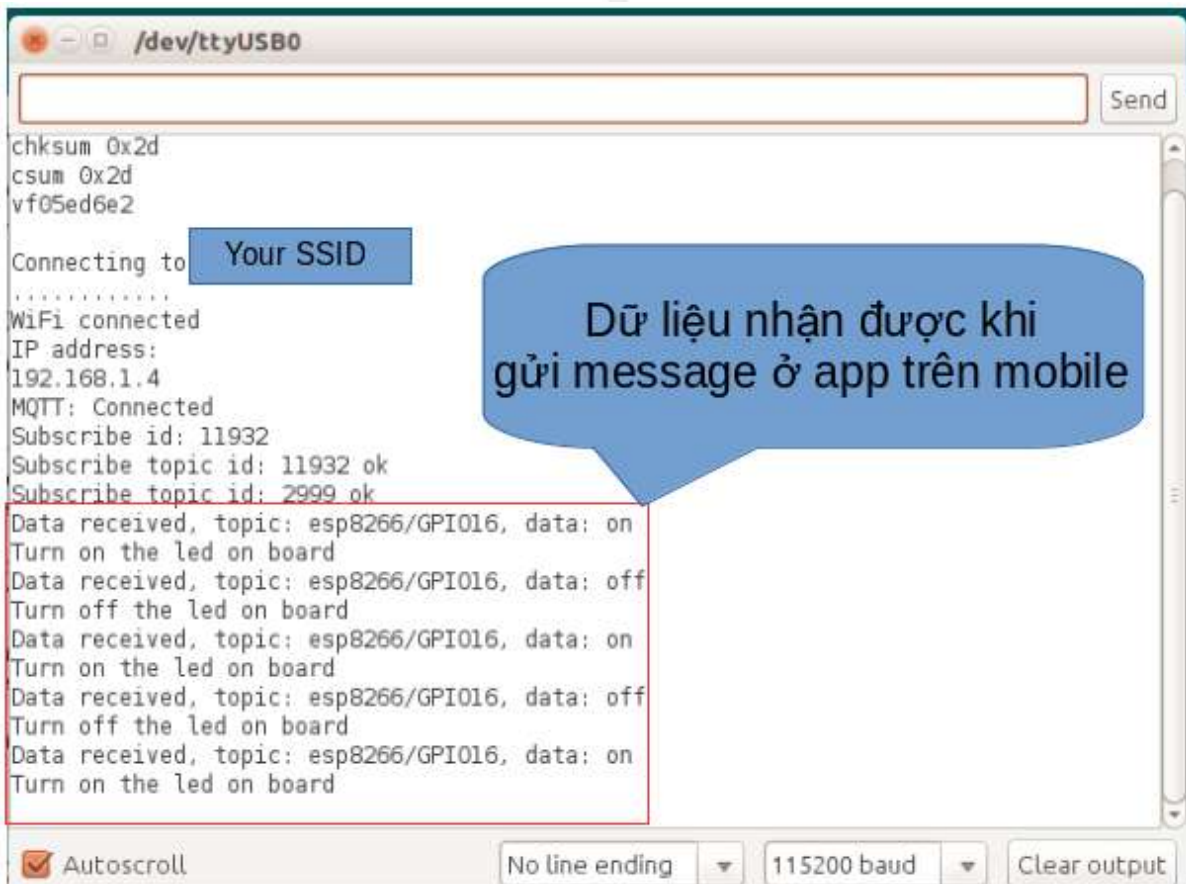 /dev/ttyUSB0
Send
chksum 0x2d
csum 0x2d
vf05ed6e2
Connecting to Your SSID
............
WiFi connected
IP address:
192.168.1.4
MQTT: Connected
Subscribe id: 11932
Subscribe topic id: 11932 ok
Subscribe topic id: 2999 ok
Dữ liệu nhận được khi
gửi message ở app trên mobile
Data received, topic: esp8266/GPIO16, data: on
Turn on the led on board
Data received, topic: esp8266/GPIO16, data: off
Turn off the led on board
Data received, topic: esp8266/GPIO16, data: on
Turn on the led on board
Data received, topic: esp8266/GPIO16, data: off
Turn off the led on board
Data received, topic: esp8266/GPIO16, data: on
Turn on the led on board
Autoscroll
No line ending
115200 baud
Clear output